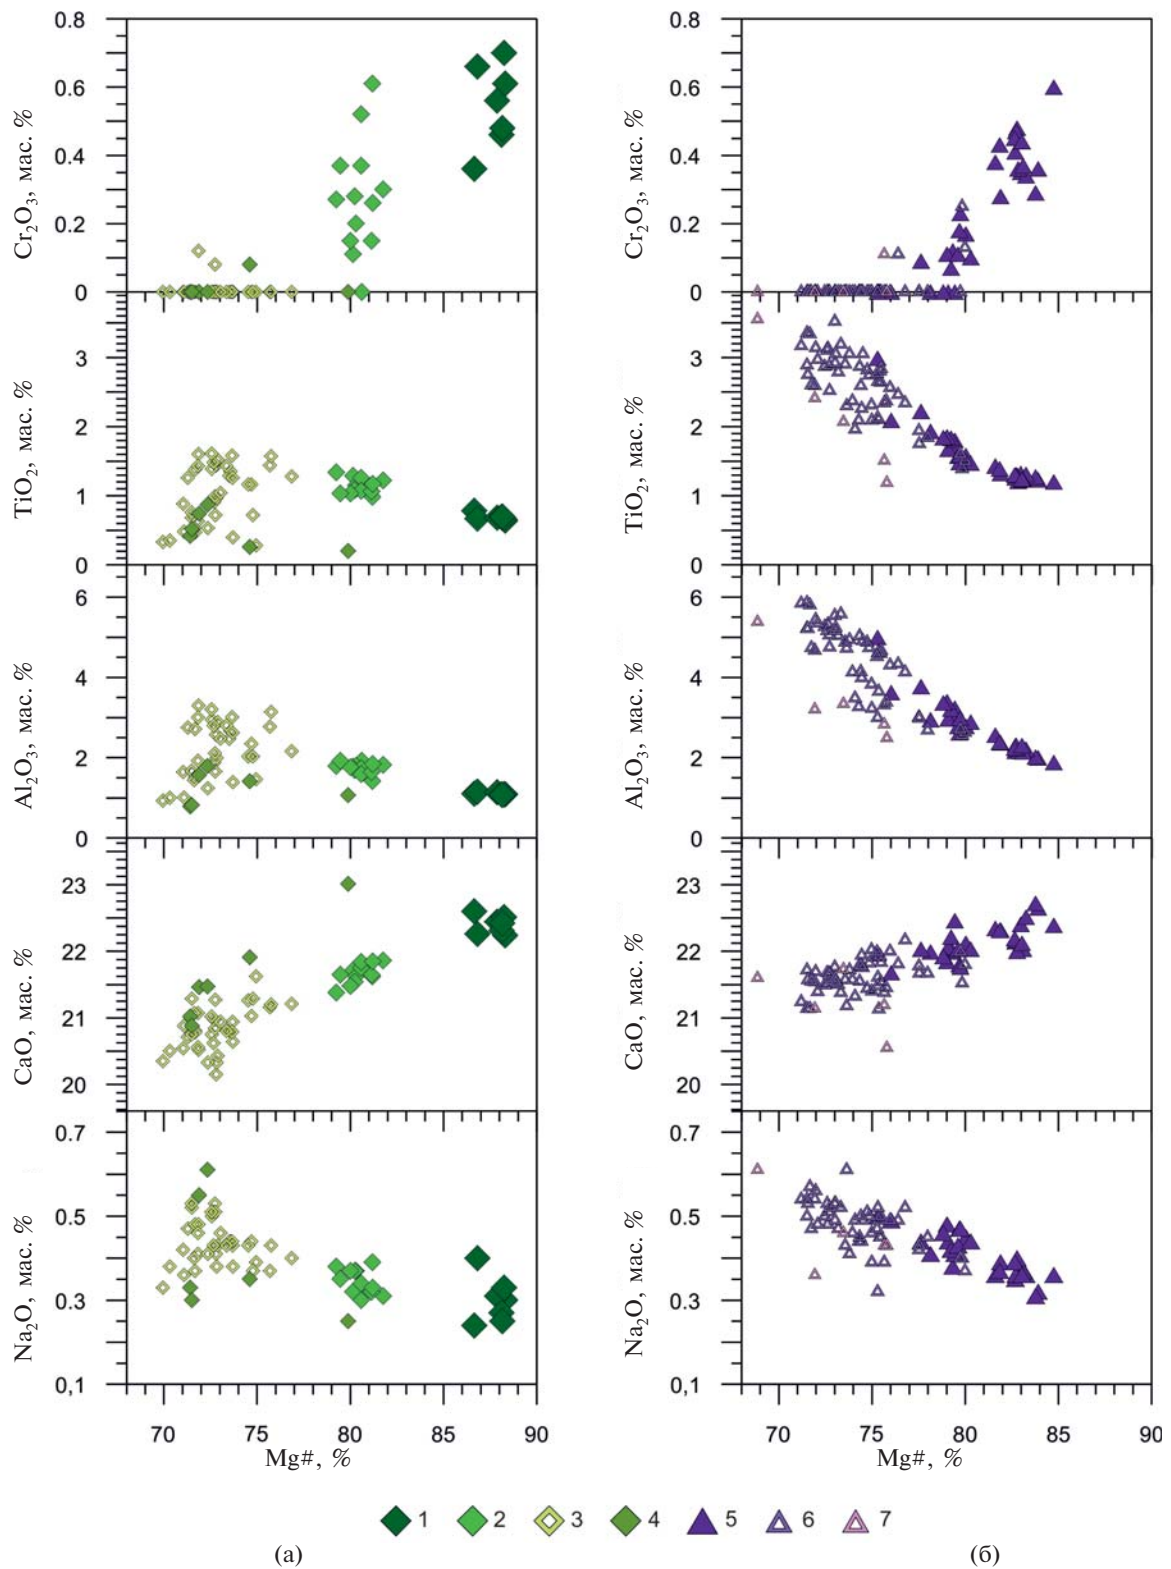 0.8
0.6
0.4
0.2
0
Cr₂O₃, мас. %
3
2
1
0
TiO₂, мас. %
6
4
2
0
Al₂O₃, мас. %
23
22
21
20
CaO, мас. %
0.7
0.5
0.3
0,1
Na₂O, мас. %
70 75 80 85 90
Mg#, %
0.8
0.6
0.4
0.2
0
Cr₂O₃, мас. %
3
2
1
0
TiO₂, мас. %
6
4
2
0
Al₂O₃, мас. %
23
22
21
20
CaO, мас. %
0.7
0.5
0.3
0,1
Na₂O, мас. %
70 75 80 85 90
Mg#, %
1 2 3 4 5 6 7
(а) (б)